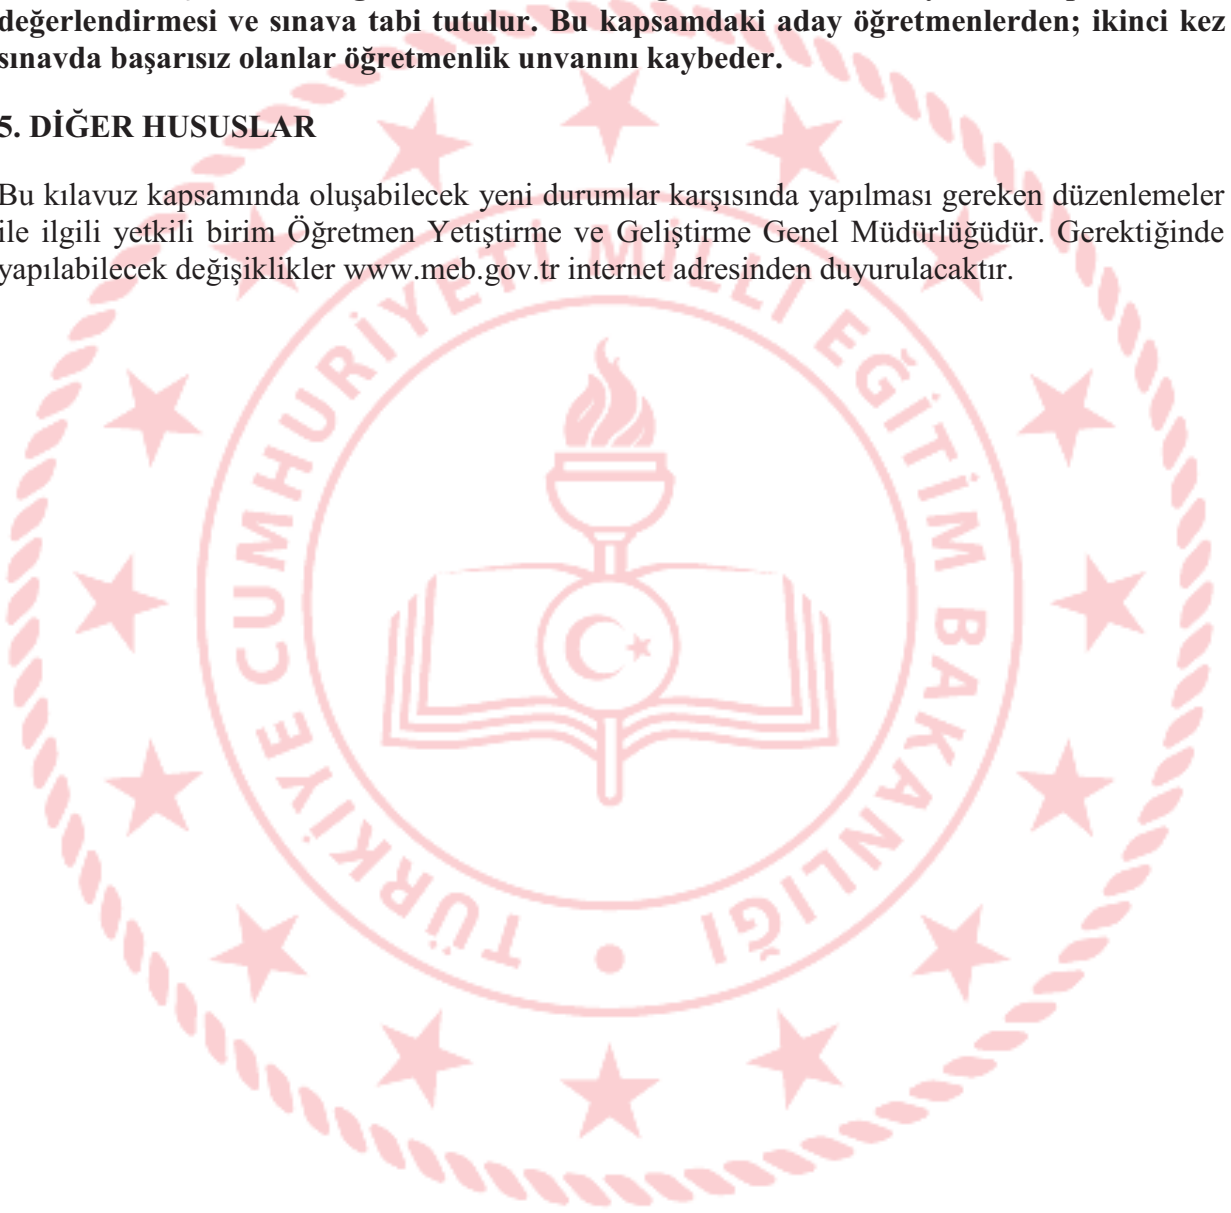 değerlendirmesi ve sınava tabi tutulur. Bu kapsamdaki aday öğretmenlerden; ikinci kez
sınavda başarısız olanlar öğretmenlik unvanını kaybeder.
5. DİĞER HUSUSLAR
Bu kılavuz kapsamında oluşabilecek yeni durumlar karşısında yapılması gereken düzenlemeler
ile ilgili yetkili birim Öğretmen Yetiştirme ve Geliştirme Genel Müdürlüğüdür. Gerektiğinde
yapılabilecek değişiklikler www.meb.gov.tr internet adresinden duyurulacaktır.
TÜRKİYE CUMHURİYETİ MİLLİ EĞİTİM BAKANLIĞI